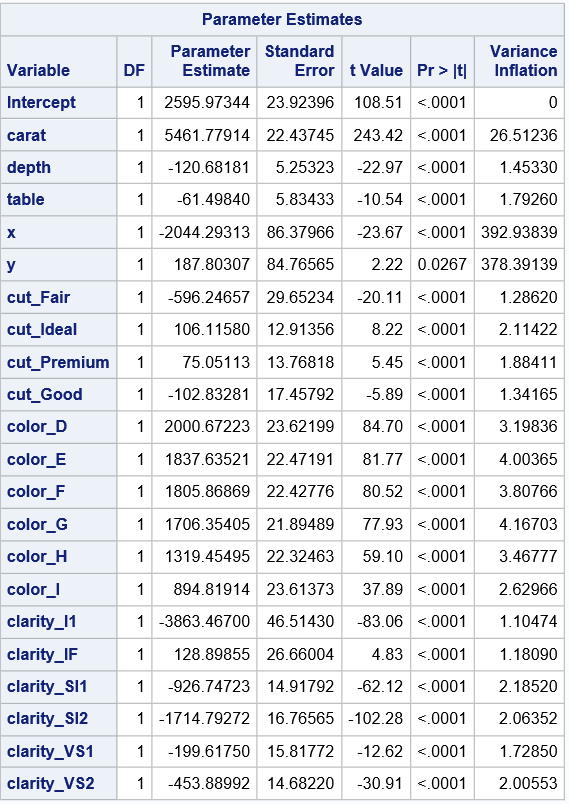 Parameter Estimates
Variable DF Parameter Estimate Standard Error t Value Pr > |t| Variance Inflation
Intercept 1 2595.97344 23.92396 108.51 <.0001 0
carat 1 5461.77914 22.43745 243.42 <.0001 26.51236
depth 1 -120.68181 5.25323 -22.97 <.0001 1.45330
table 1 -61.49840 5.83433 -10.54 <.0001 1.79260
x 1 -2044.29313 86.37966 -23.67 <.0001 392.93839
y 1 187.80307 84.76565 2.22 0.0267 378.39139
cut_Fair 1 -596.24657 29.65234 -20.11 <.0001 1.28620
cut_Ideal 1 106.11580 12.91356 8.22 <.0001 2.11422
cut_Premium 1 75.05113 13.76818 5.45 <.0001 1.88411
cut_Good 1 -102.83281 17.45792 -5.89 <.0001 1.34165
color_D 1 2000.67223 23.62199 84.70 <.0001 3.19836
color_E 1 1837.63521 22.47191 81.77 <.0001 4.00365
color_F 1 1805.86869 22.42776 80.52 <.0001 3.80766
color_G 1 1706.35405 21.89489 77.93 <.0001 4.16703
color_H 1 1319.45495 22.32463 59.10 <.0001 3.46777
color_I 1 894.81914 23.61373 37.89 <.0001 2.62966
clarity_I1 1 -3863.46700 46.51430 -83.06 <.0001 1.10474
clarity_IF 1 128.89855 26.66004 4.83 <.0001 1.18090
clarity_SI1 1 -926.74723 14.91792 -62.12 <.0001 2.18520
clarity_SI2 1 -1714.79272 16.76565 -102.28 <.0001 2.06352
clarity_VS1 1 -199.61750 15.81772 -12.62 <.0001 1.72850
clarity_VS2 1 -453.88992 14.68220 -30.91 <.0001 2.00553